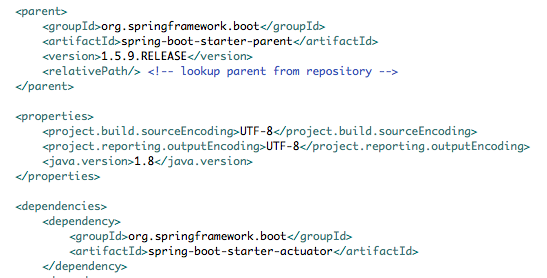 <parent>
    <groupId>org.springframework.boot</groupId>
    <artifactId>spring-boot-starter-parent</artifactId>
    <version>1.5.9.RELEASE</version>
    <relativePath/> <!-- lookup parent from repository -->
</parent>

<properties>
    <project.build.sourceEncoding>UTF-8</project.build.sourceEncoding>
    <project.reporting.outputEncoding>UTF-8</project.reporting.outputEncoding>
    <java.version>1.8</java.version>
</properties>

<dependencies>
    <dependency>
        <groupId>org.springframework.boot</groupId>
        <artifactId>spring-boot-starter-actuator</artifactId>
    </dependency>